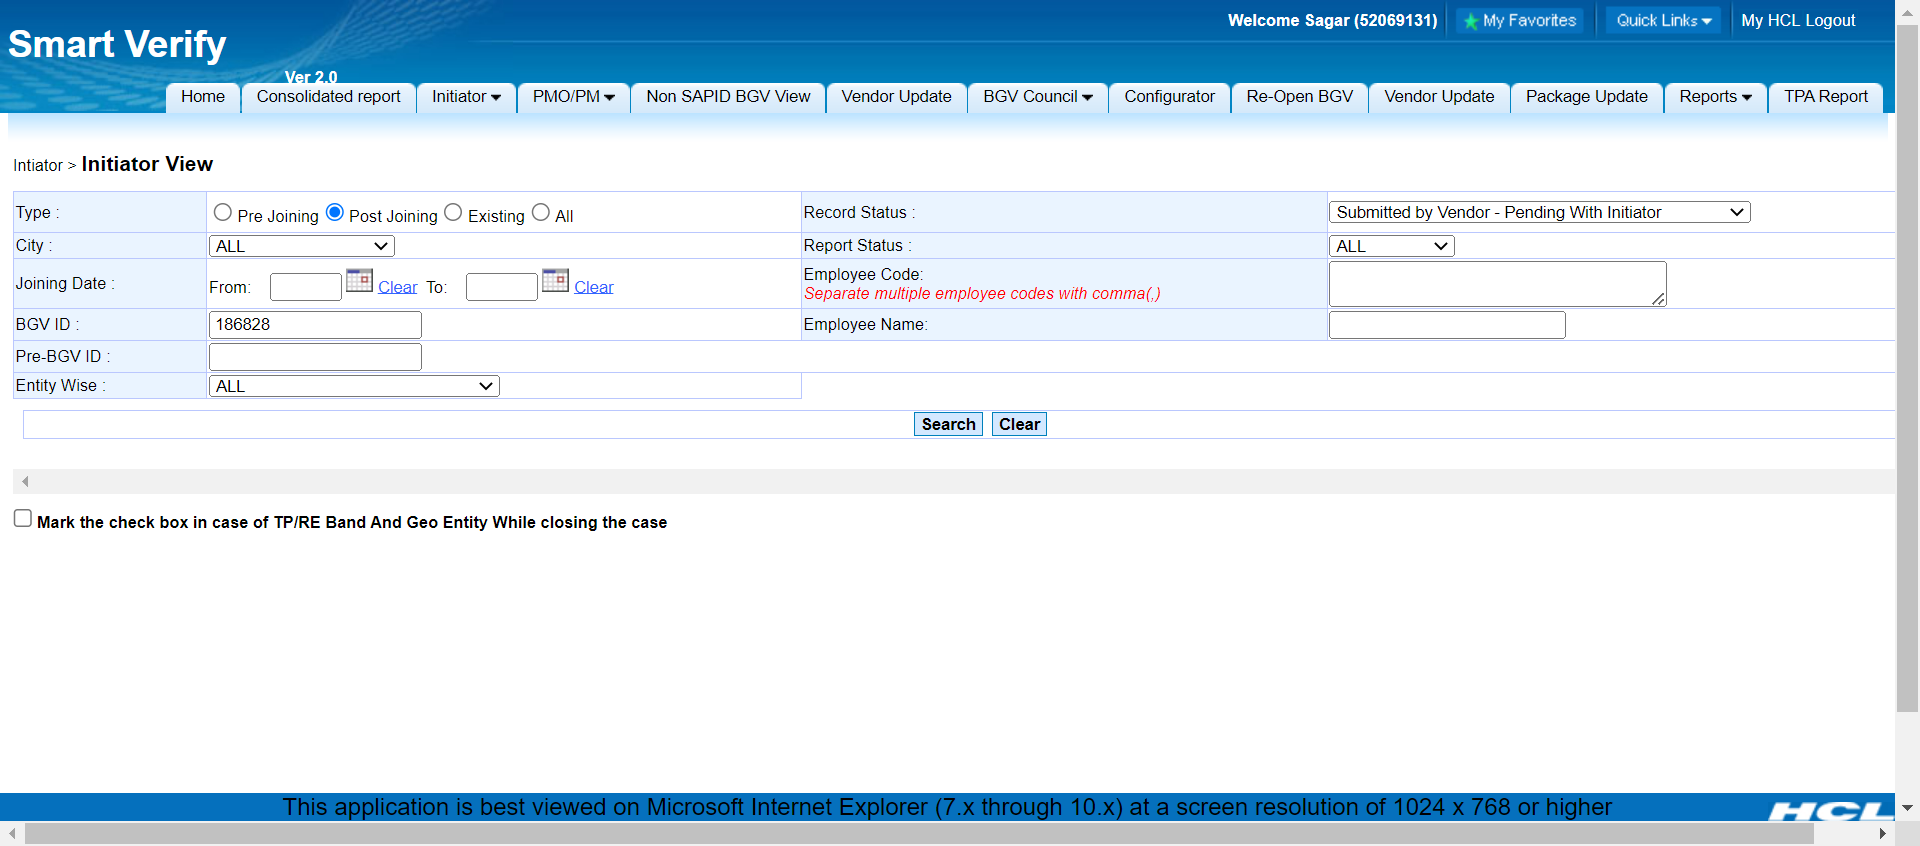 Welcome Sagar (52069131) My Favorites Quick Links My HCL Logout
Smart Verify
Ver 2.0
Home Consolidated report Initiator PMO/PM Non SAPID BGV View Vendor Update BGV Council Configurator Re-Open BGV Vendor Update Package Update Reports TPA Report
Intiator > Initiator View
Type : Pre Joining Post Joining Existing All Record Status : Submitted by Vendor - Pending With Initiator
City : ALL Report Status : ALL
Joining Date : From: Clear To: Clear Employee Code:
Separate multiple employee codes with comma(,)
BGV ID : 186828 Employee Name:
Pre-BGV ID :
Entity Wise : ALL
Search Clear
Mark the check box in case of TP/RE Band And Geo Entity While closing the case
This application is best viewed on Microsoft Internet Explorer (7.x through 10.x) at a screen resolution of 1024 x 768 or higher
HCL